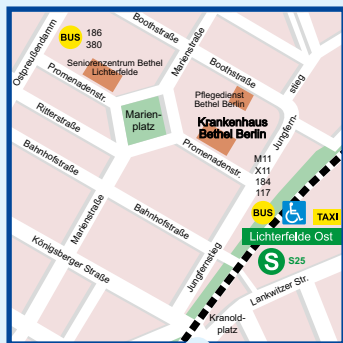 Ostpreußendamm
BUS
186
380
Boothstraße
Seniorenzentrum Bethel
Lichterfelde
Promenadenstr.
Marienstraße
Boothstraße
Pflegedienst
Bethel Berlin
Jungfern-
stieg
Ritterstraße
Marien-
platz
Krankenhaus
Bethel Berlin
Promenadenstr.
Bahnhofstraße
M11
X11
184
117
BUS
TAXI
Lichterfelde Ost
S
S25
Marienstraße
Bahnhofstraße
Königsberger Straße
Jungfernstieg
Lankwitzer Str.
Kranold-
platz